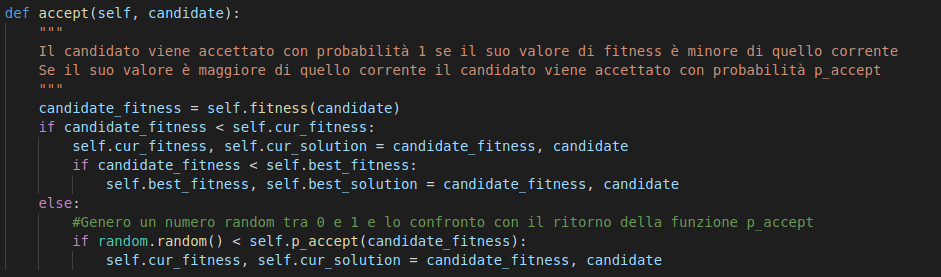 def accept(self, candidate):
    """
    Il candidato viene accettato con probabilità 1 se il suo valore di fitness è minore di quello corrente
    Se il suo valore è maggiore di quello corrente il candidato viene accettato con probabilità p_accept
    """
    candidate_fitness = self.fitness(candidate)
    if candidate_fitness < self.cur_fitness:
        self.cur_fitness, self.cur_solution = candidate_fitness, candidate
        if candidate_fitness < self.best_fitness:
            self.best_fitness, self.best_solution = candidate_fitness, candidate
    else:
        #Genero un numero random tra 0 e 1 e lo confronto con il ritorno della funzione p_accept
        if random.random() < self.p_accept(candidate_fitness):
            self.cur_fitness, self.cur_solution = candidate_fitness, candidate